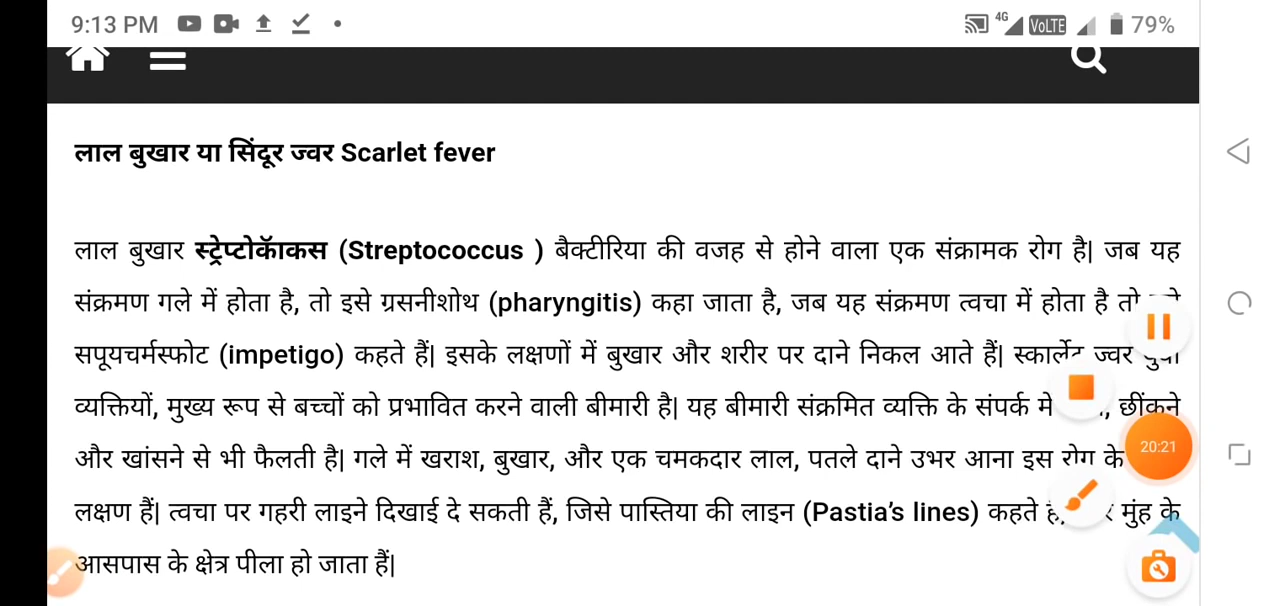 9:13 PM 4G VoLTE 79%
लाल बुखार या सिंदूर ज्वर Scarlet fever
लाल बुखार स्ट्रेप्टोकॅाकस (Streptococcus ) बैक्टीरिया की वजह से होने वाला एक संक्रामक रोग है| जब यह
संक्रमण गले में होता है, तो इसे ग्रसनीशोथ (pharyngitis) कहा जाता है, जब यह संक्रमण त्वचा में होता है तो
सपूयचर्मस्फोट (impetigo) कहते हैं| इसके लक्षणों में बुखार और शरीर पर दाने निकल आते हैं| स्कार्लेट ज्वर युवा
व्यक्तियों, मुख्य रूप से बच्चों को प्रभावित करने वाली बीमारी है| यह बीमारी संक्रमित व्यक्ति के संपर्क में छींकने
और खांसने से भी फैलती है| गले में खराश, बुखार, और एक चमकदार लाल, पतले दाने उभर आना इस रोग के
20:21
लक्षण हैं| त्वचा पर गहरी लाइने दिखाई दे सकती हैं, जिसे पास्तिया की लाइन (Pastia’s lines) कहते मुंह के
आसपास के क्षेत्र पीला हो जाता हैं|